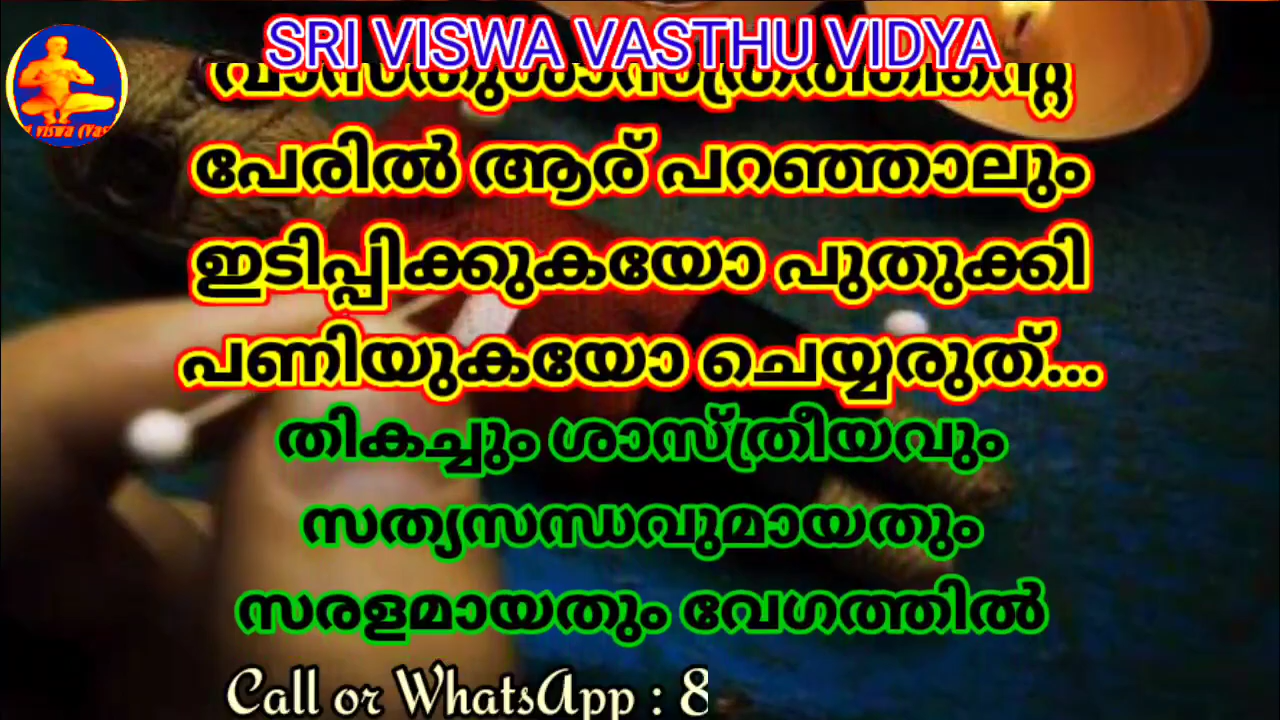 SRI VISWA VASTHU VIDYA
വാസ്തുശാസ്ത്രത്തിന്റെ
പേരിൽ ആര് പറഞ്ഞാലും
ഇടിപ്പിക്കുകയോ പുതുക്കി
പണിയുകയോ ചെയ്യരുത്...
തികച്ചും ശാസ്ത്രീയവും
സത്യസന്ധവുമായതും
സരളമായതും വേഗത്തിൽ
Call or WhatsApp : 8